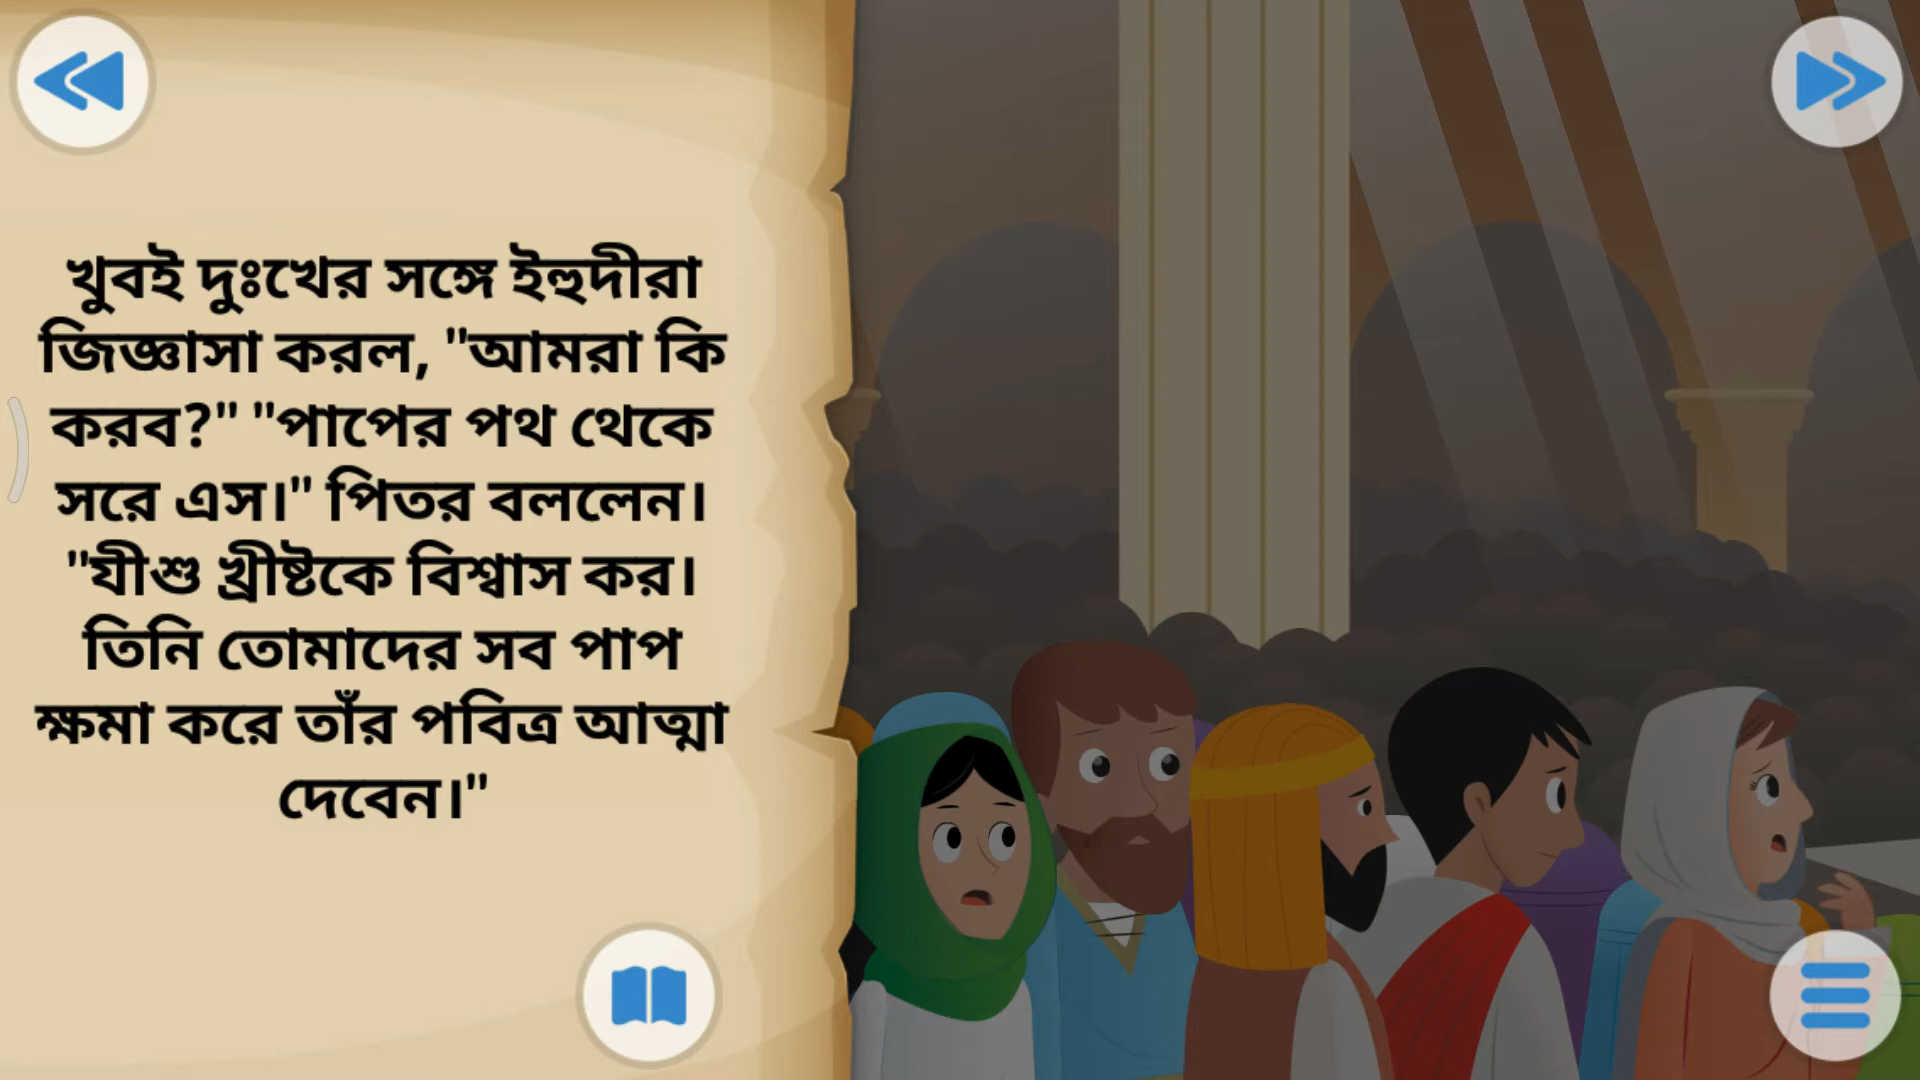 খুবই দুঃখের সঙ্গে ইহুদীরা
জিজ্ঞাসা করল, "আমরা কি
করব?" "পাপের পথ থেকে
সরে এস।" পিতর বললেন।
"যীশু খ্রীষ্টকে বিশ্বাস কর।
তিনি তোমাদের সব পাপ
ক্ষমা করে তাঁর পবিত্র আত্মা
দেবেন।"